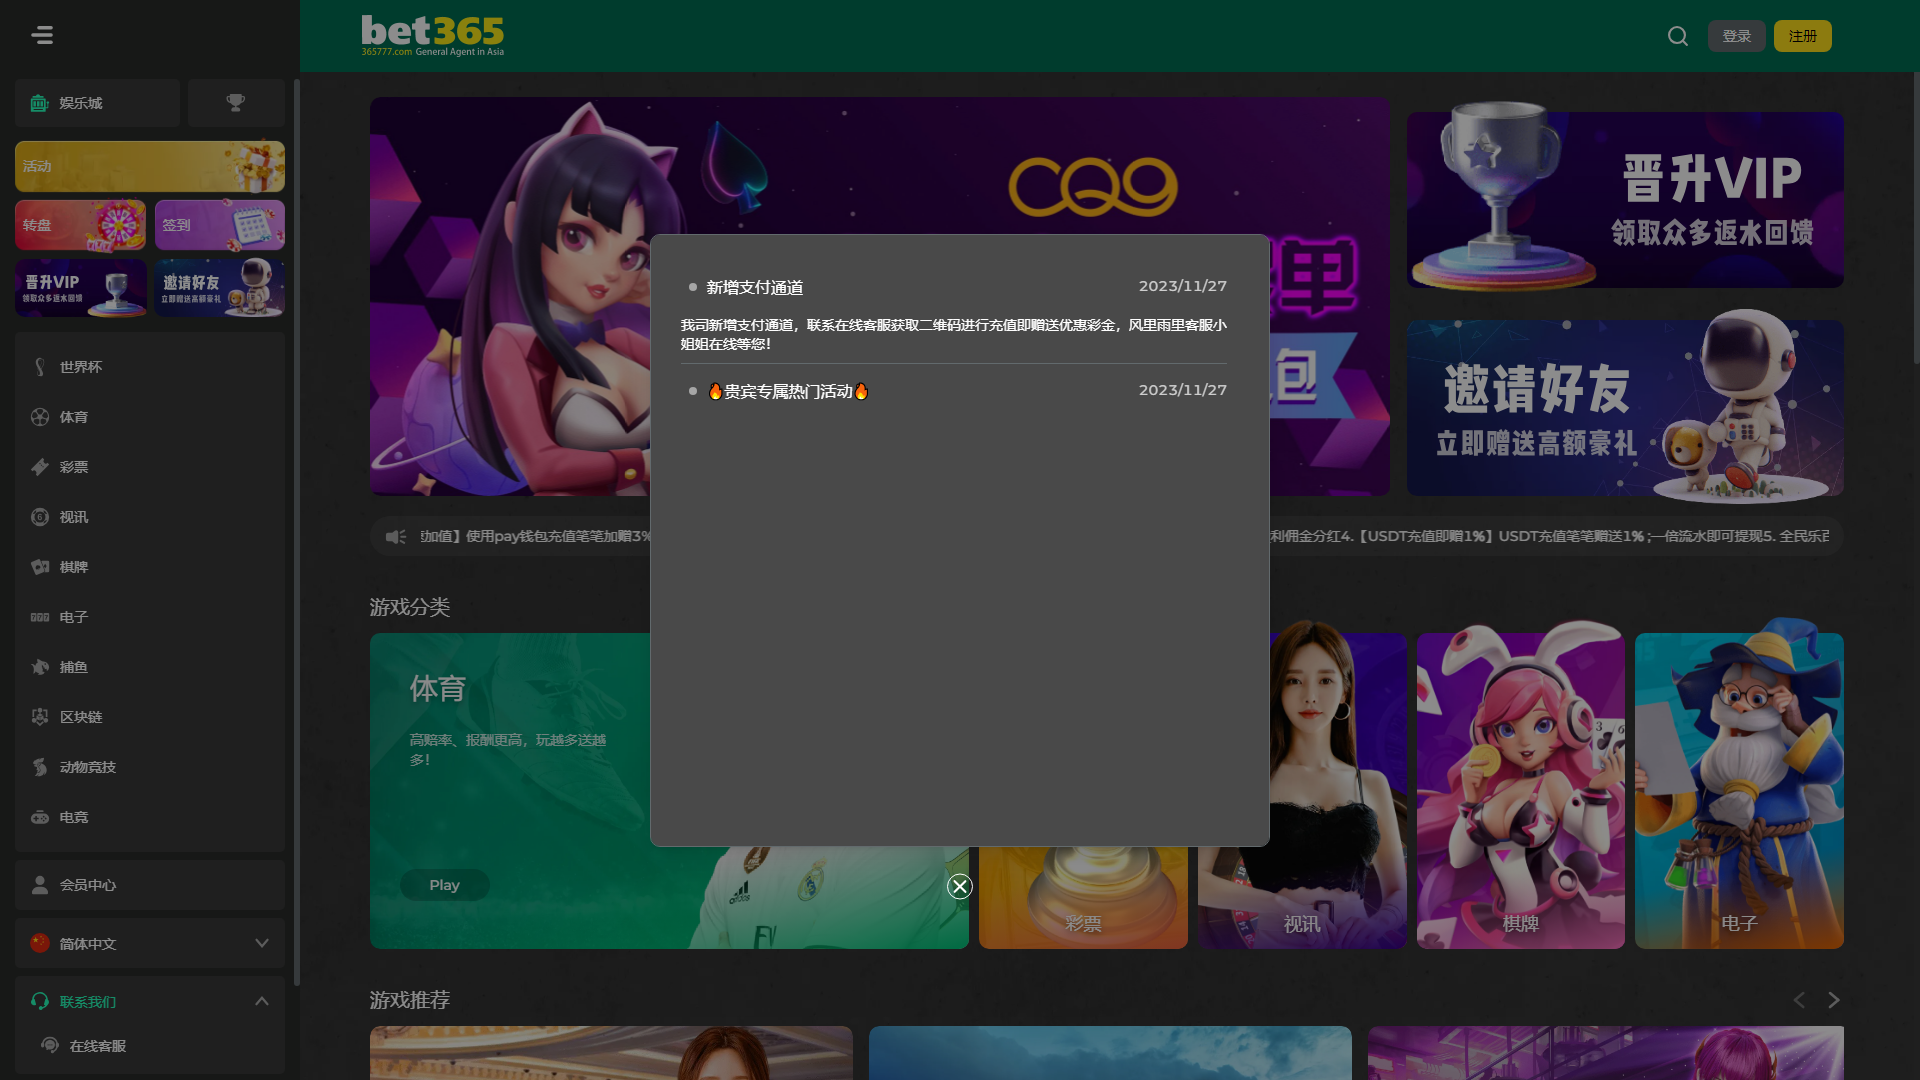 bet365
365777.com General Agent in Asia
登录
注册
娱乐城
活动
转盘
签到
晋升VIP
领取众多返水回馈
邀请好友
立即赠送高额豪礼
世界杯
体育
彩票
视讯
棋牌
电子
捕鱼
区块链
动物竞技
电竞
会员中心
简体中文
联系我们
在线客服
CQ9
包
晋升VIP
领取众多返水回馈
邀请好友
立即赠送高额豪礼
新增支付通道
2023/11/27
我司新增支付通道，联系在线客服获取二维码进行充值即赠送优惠彩金，风里雨里客服小
姐姐在线等您！
🔥贵宾专属热门活动🔥
2023/11/27
加值】使用pay钱包充值笔笔加赠3%
利佣金分红4.【USDT充值即赠1%】USDT充值笔笔赠送1% ;一倍流水即可提现5. 全民乐
游戏分类
体育
高赔率、报酬更高，玩越多送越
多！
Play
彩票
视讯
棋牌
电子
游戏推荐